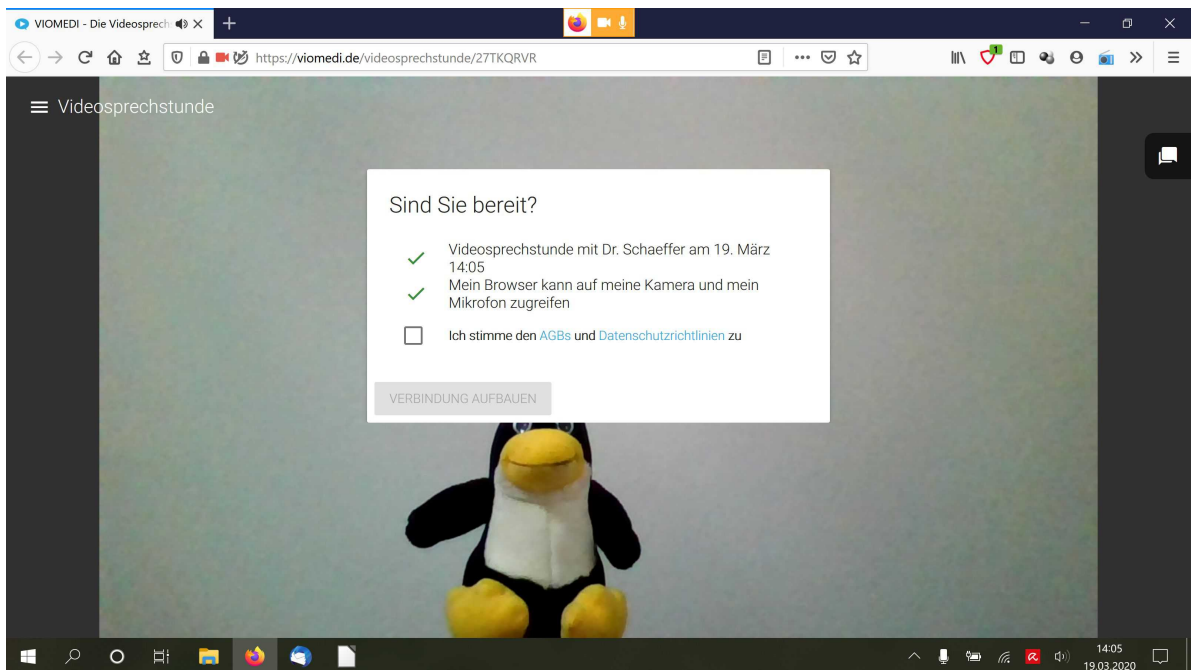 VIOMEDI - Die Videosprech
https://viomedi.de/videosprechstunde/27TKQRVR
1
Videosprechstunde
Sind Sie bereit?
Videosprechstunde mit Dr. Schaeffer am 19. März
14:05
Mein Browser kann auf meine Kamera und mein
Mikrofon zugreifen
Ich stimme den AGBs und Datenschutzrichtlinien zu
VERBINDUNG AUFBAUEN
14:05
19.03.2020